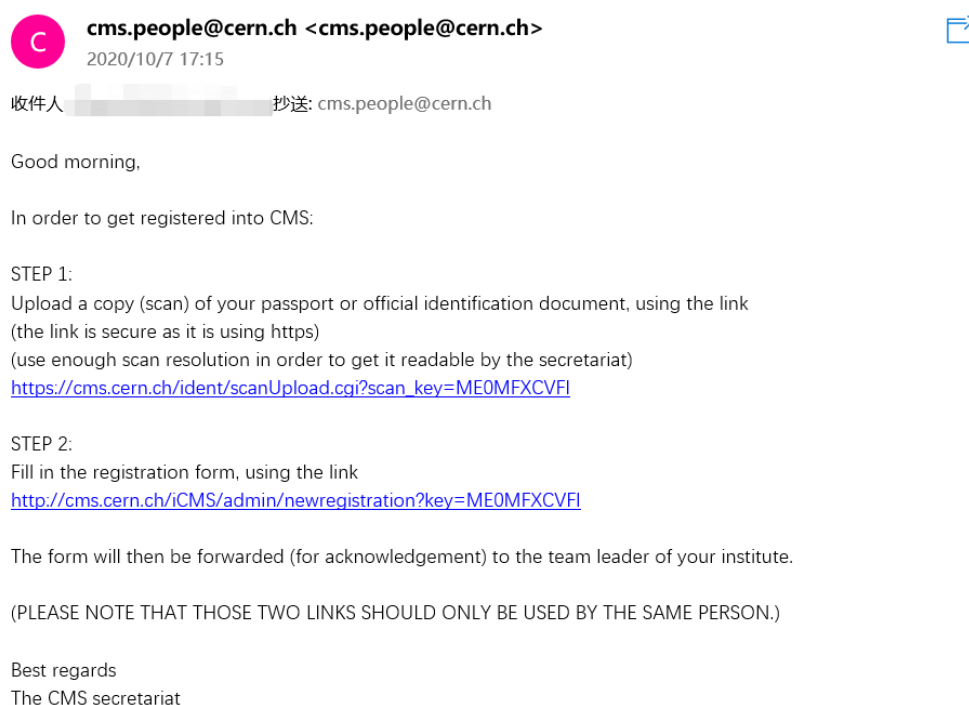 C
cms.people@cern.ch <cms.people@cern.ch>
2020/10/7 17:15
收件人 抄送: cms.people@cern.ch
Good morning,
In order to get registered into CMS:
STEP 1:
Upload a copy (scan) of your passport or official identification document, using the link
(the link is secure as it is using https)
(use enough scan resolution in order to get it readable by the secretariat)
https://cms.cern.ch/ident/scanUpload.cgi?scan_key=ME0MFXCVFI
STEP 2:
Fill in the registration form, using the link
http://cms.cern.ch/iCMS/admin/newregistration?key=ME0MFXCVFI
The form will then be forwarded (for acknowledgement) to the team leader of your institute.
(PLEASE NOTE THAT THOSE TWO LINKS SHOULD ONLY BE USED BY THE SAME PERSON.)
Best regards
The CMS secretariat